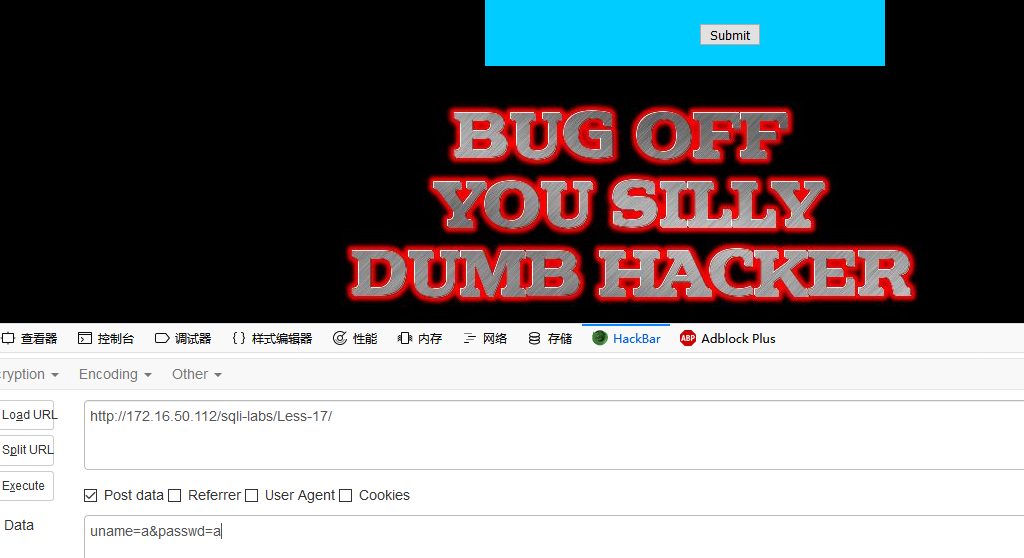 Submit
BUG OFF
YOU SILLY
DUMB HACKER
查看器 控制台 调试器 {} 样式编辑器 性能 内存 网络 存储 HackBar ABP Adblock Plus
cryption Encoding Other
Load URL
http://172.16.50.112/sqli-labs/Less-17/
Split URL
Execute
Post data Referrer User Agent Cookies
Data
uname=a&passwd=a